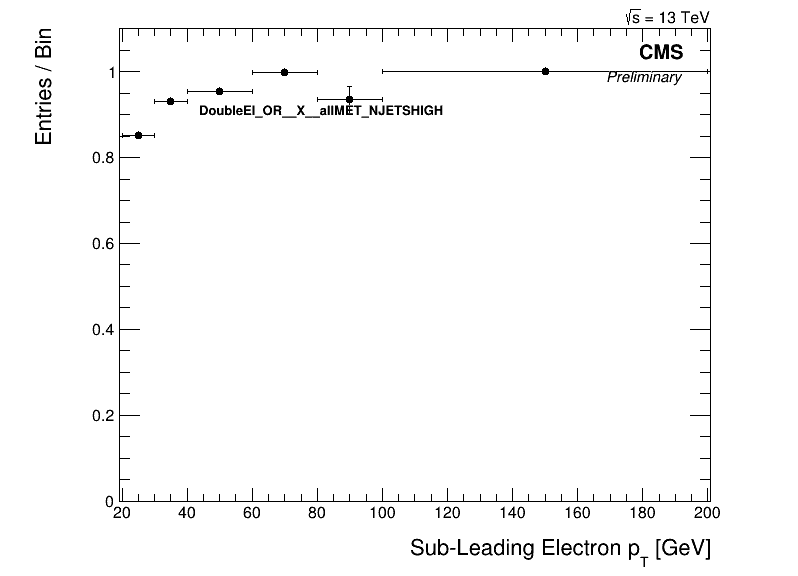 √s = 13 TeV
Entries / Bin
CMS
Preliminary
1
DoubleEl_OR__X__allMET_NJETSHIGH
0.8
0.6
0.4
0.2
0
20 40 60 80 100 120 140 160 180 200
Sub-Leading Electron pT [GeV]